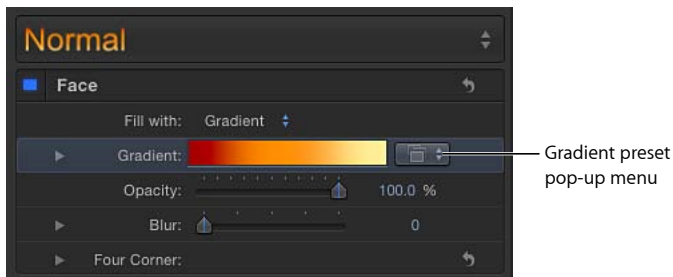 Normal
Face
Fill with: Gradient
Gradient:
Gradient preset
pop-up menu
Opacity: 100.0 %
Blur: 0
Four Corner: